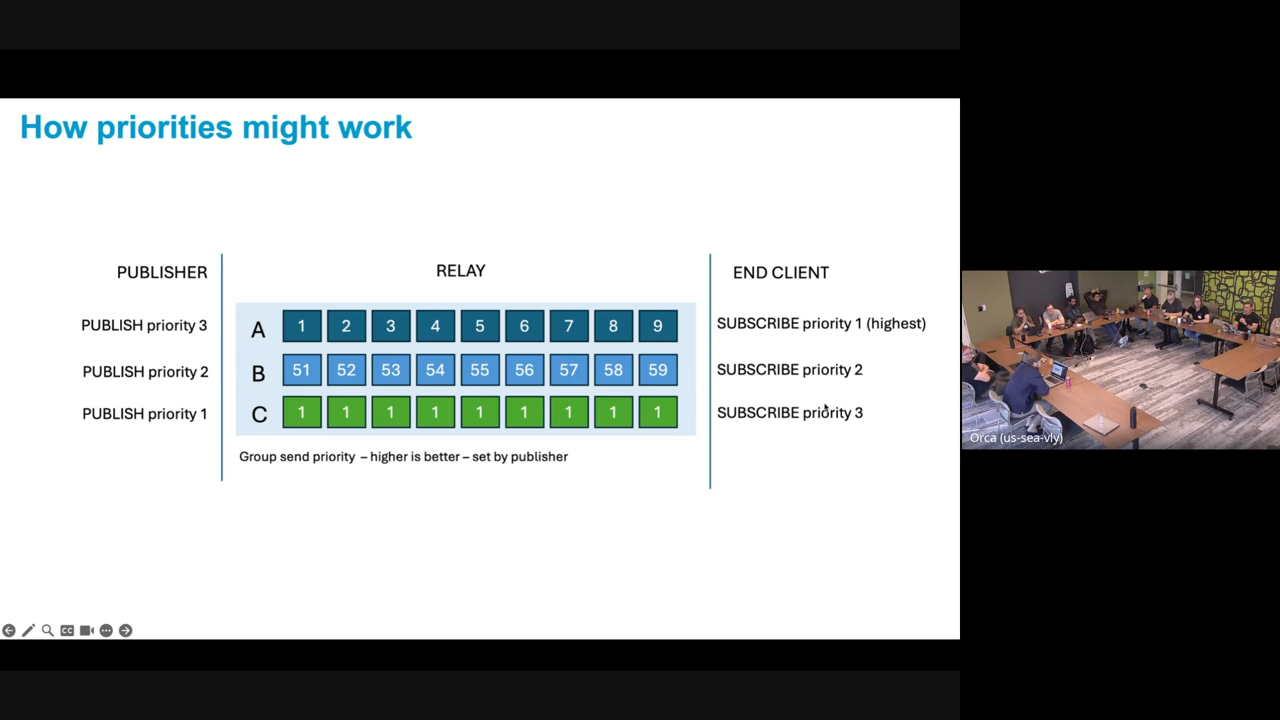 How priorities might work
PUBLISHER
RELAY
END CLIENT
PUBLISH priority 3
A 1 2 3 4 5 6 7 8 9
SUBSCRIBE priority 1 (highest)
PUBLISH priority 2
B 51 52 53 54 55 56 57 58 59
SUBSCRIBE priority 2
PUBLISH priority 1
C 1 1 1 1 1 1 1 1 1
SUBSCRIBE priority 3
Group send priority – higher is better – set by publisher
CC
Orca (us-sea-vly)